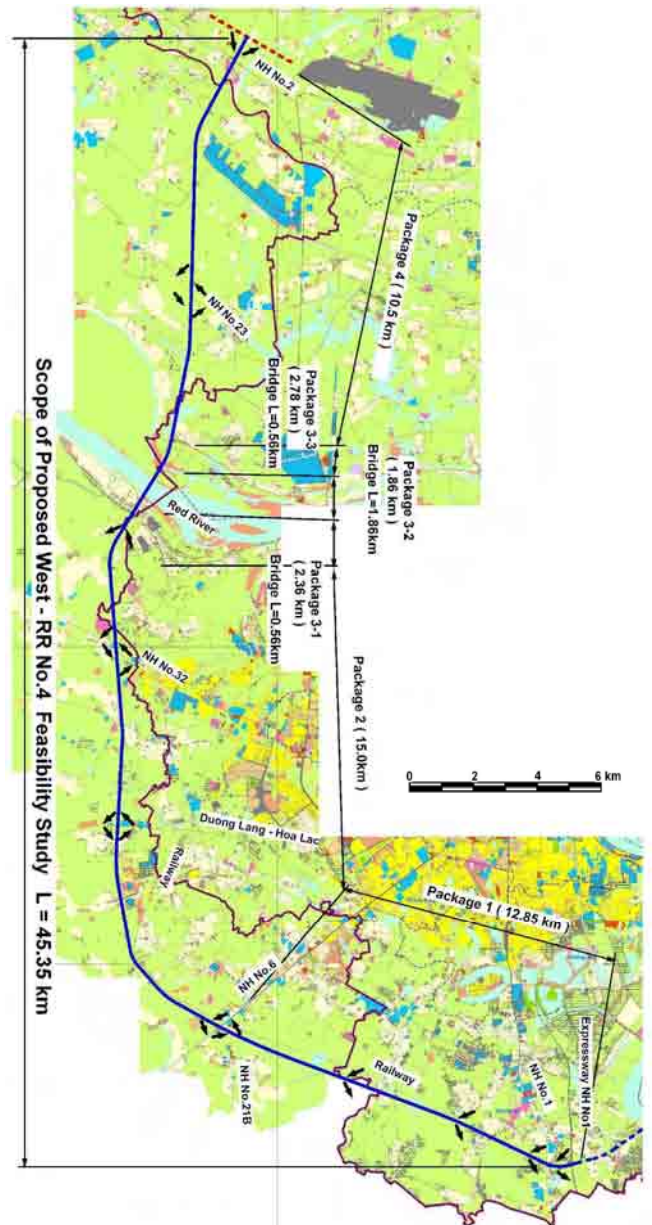 NH No.2
Package 4 ( 10.5 km )
NH No.23
Package 3-3
( 2.78 km )
Bridge L=0.56km
Package 3-2
( 1.86 km )
Bridge L=1.86km
Red River
Package 3-1
( 2.36 km )
Bridge L=0.56km
NH No.32
Package 2 ( 15.0km )
0 2 4 6 km
Duong Lang - Hoa Lac
Railway
Package 1 ( 12.85 km )
NH No.6
Expressway NH No1
NH No.1
Railway
NH No.21B
Scope of Proposed West - RR No.4 Feasibility Study L = 45.35 km